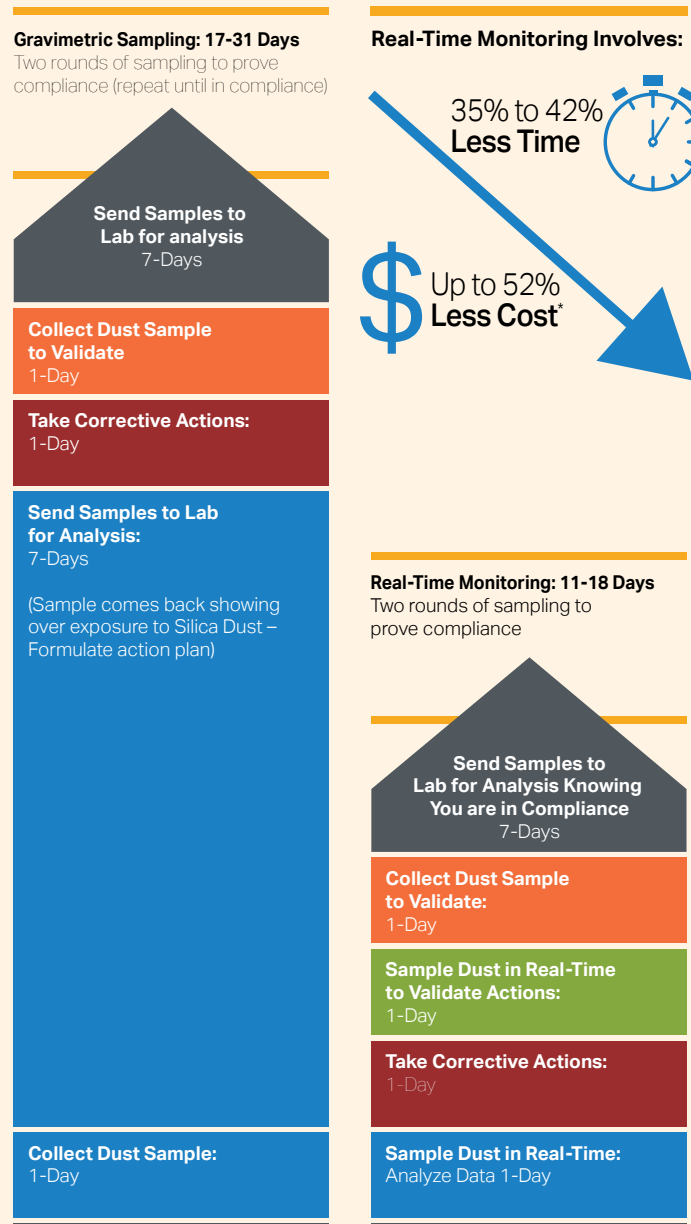 Gravimetric Sampling: 17-31 Days
Two rounds of sampling to prove
compliance (repeat until in compliance)
Send Samples to
Lab for analysis
7-Days
Collect Dust Sample
to Validate
1-Day
Take Corrective Actions:
1-Day
Send Samples to Lab
for Analysis:
7-Days
(Sample comes back showing
over exposure to Silica Dust –
Formulate action plan)
Collect Dust Sample:
1-Day
Real-Time Monitoring Involves:
35% to 42%
Less Time
$
Up to 52%
Less Cost*
Real-Time Monitoring: 11-18 Days
Two rounds of sampling to
prove compliance
Send Samples to
Lab for Analysis Knowing
You are in Compliance
7-Days
Collect Dust Sample
to Validate:
1-Day
Sample Dust in Real-Time
to Validate Actions:
1-Day
Take Corrective Actions:
1-Day
Sample Dust in Real-Time:
Analyze Data 1-Day